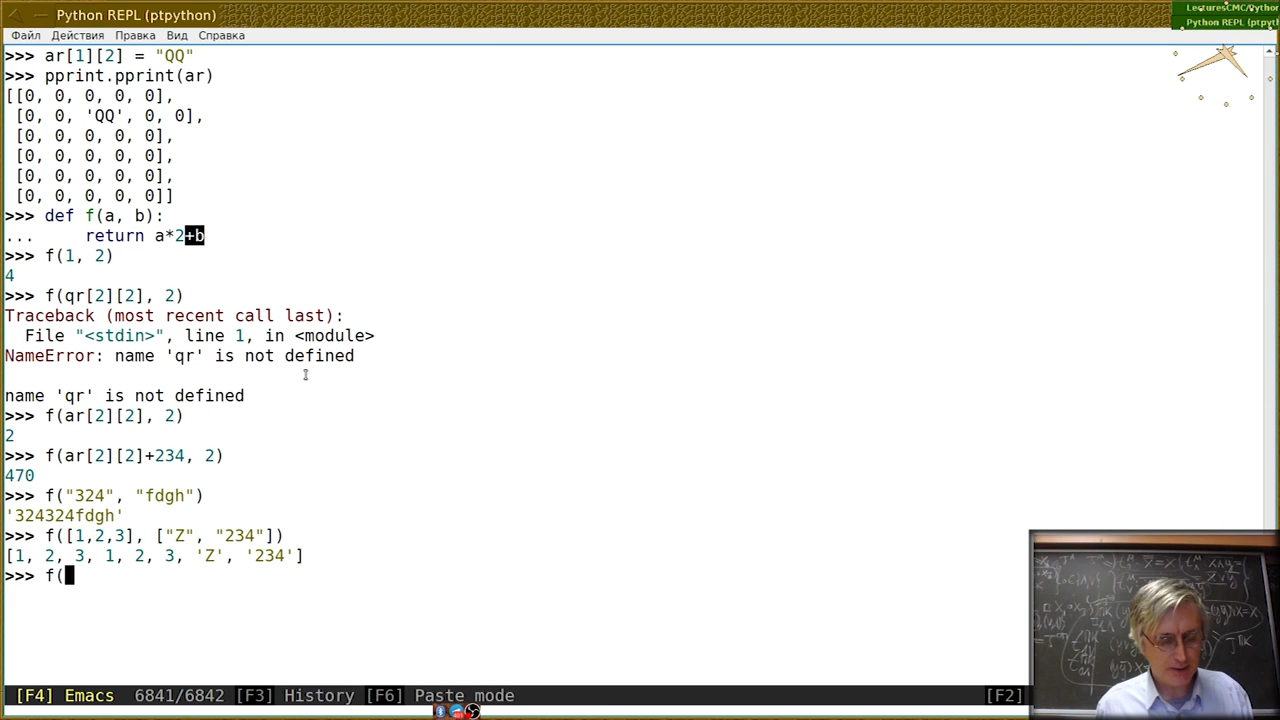 Python REPL (ptpython)
LecturesCMC/Python
Python REPL (ptpy
Файл Действия Правка Вид Справка
>>> ar[1][2] = "QQ"
>>> pprint.pprint(ar)
[[0, 0, 0, 0, 0],
[0, 0, 'QQ', 0, 0],
[0, 0, 0, 0, 0],
[0, 0, 0, 0, 0],
[0, 0, 0, 0, 0],
[0, 0, 0, 0, 0]]
>>> def f(a, b):
... return a*2+b
>>> f(1, 2)
4
>>> f(qr[2][2], 2)
Traceback (most recent call last):
File "<stdin>", line 1, in <module>
NameError: name 'qr' is not defined
name 'qr' is not defined
>>> f(ar[2][2], 2)
2
>>> f(ar[2][2]+234, 2)
470
>>> f("324", "fdgh")
'324324fdgh'
>>> f([1,2,3], ["Z", "234"])
[1, 2, 3, 1, 2, 3, 'Z', '234']
>>> f(
[F4] Emacs 6841/6842 [F3] History [F6] Paste mode [F2]